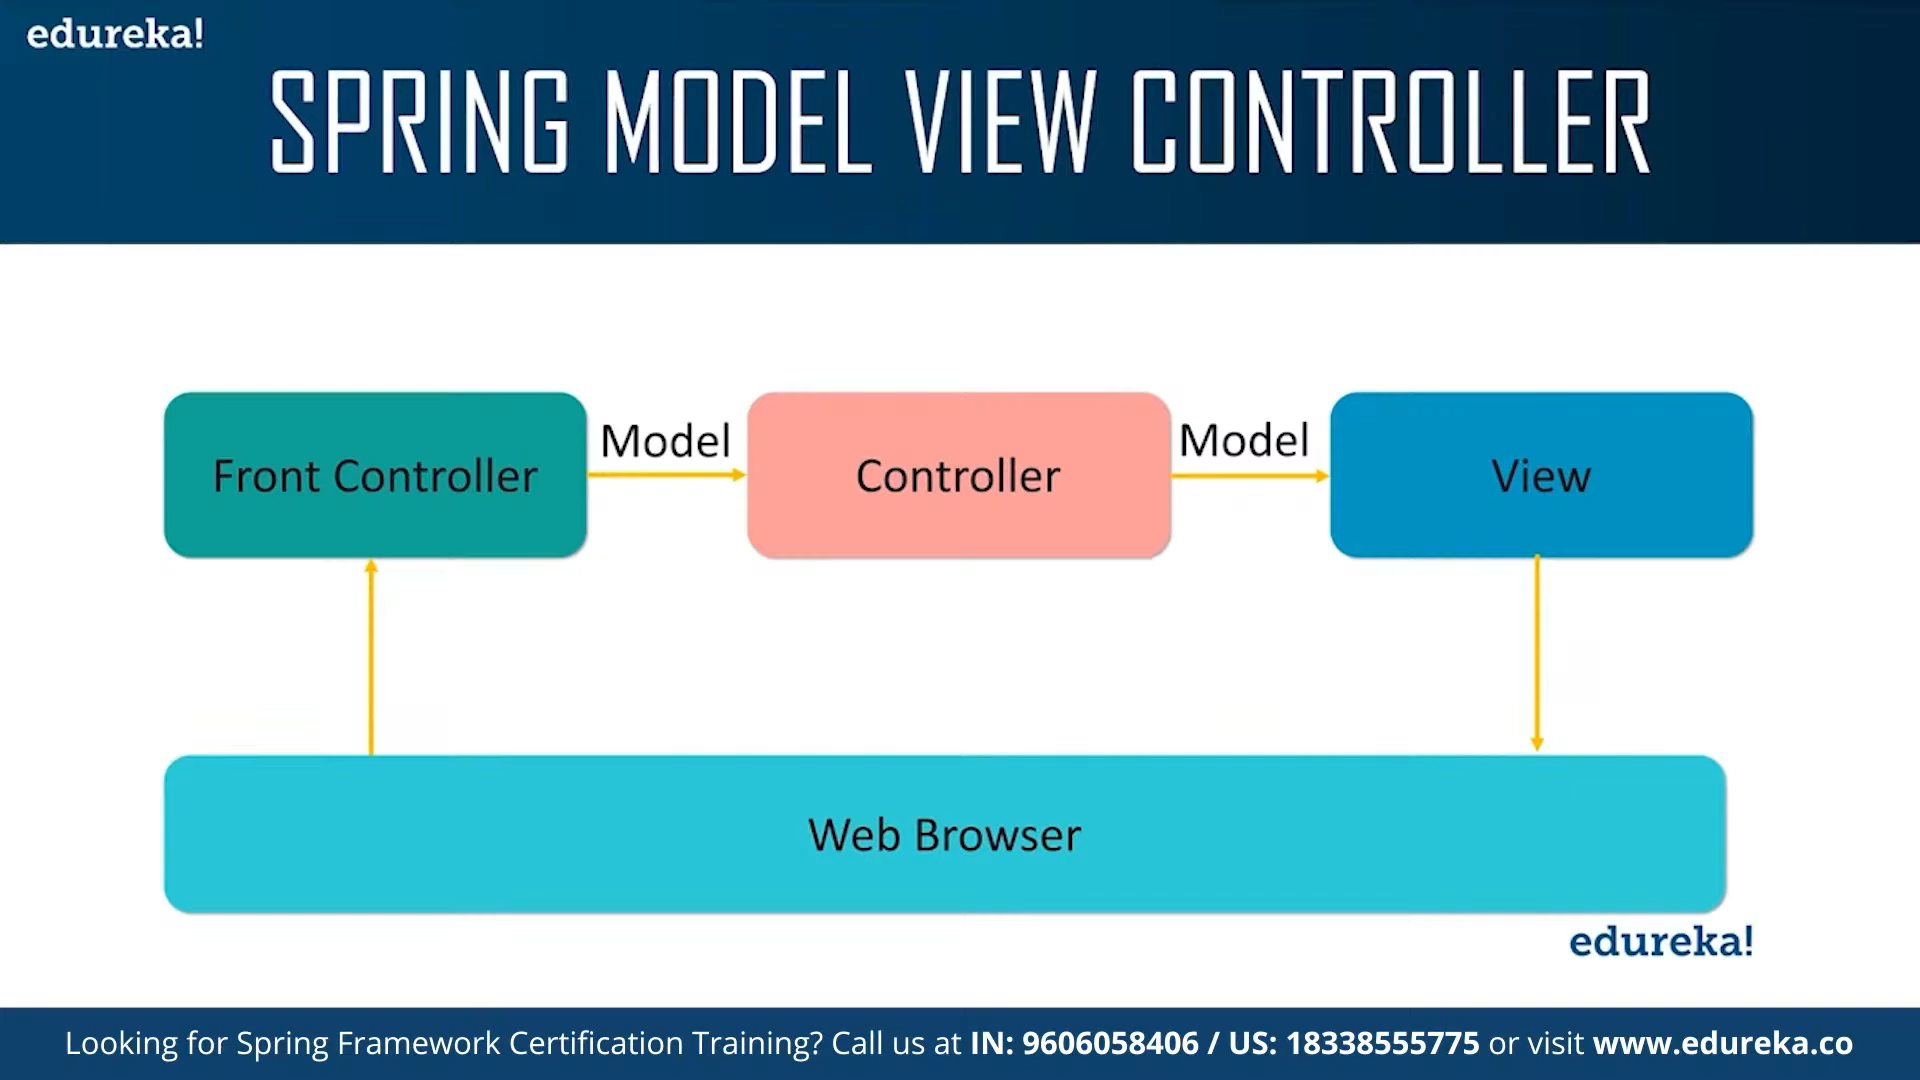 edureka!
SPRING MODEL VIEW CONTROLLER
Front Controller
Model
Controller
Model
View
Web Browser
edureka!
Looking for Spring Framework Certification Training? Call us at IN: 9606058406 / US: 18338555775 or visit www.edureka.co